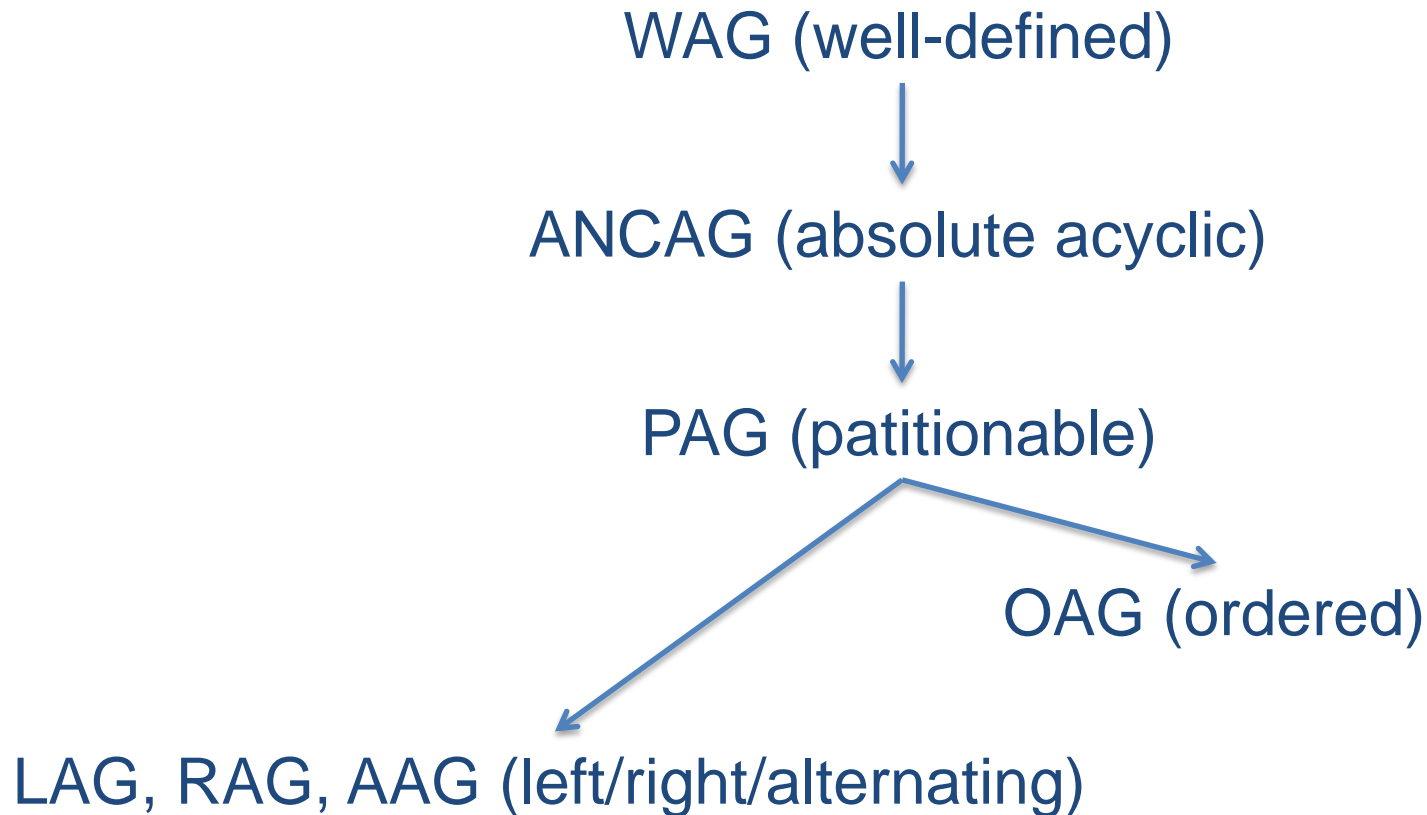 WAG (well-defined)
ANCAG (absolute acyclic)
PAG (patitionable)
OAG (ordered)
LAG, RAG, AAG (left/right/alternating)